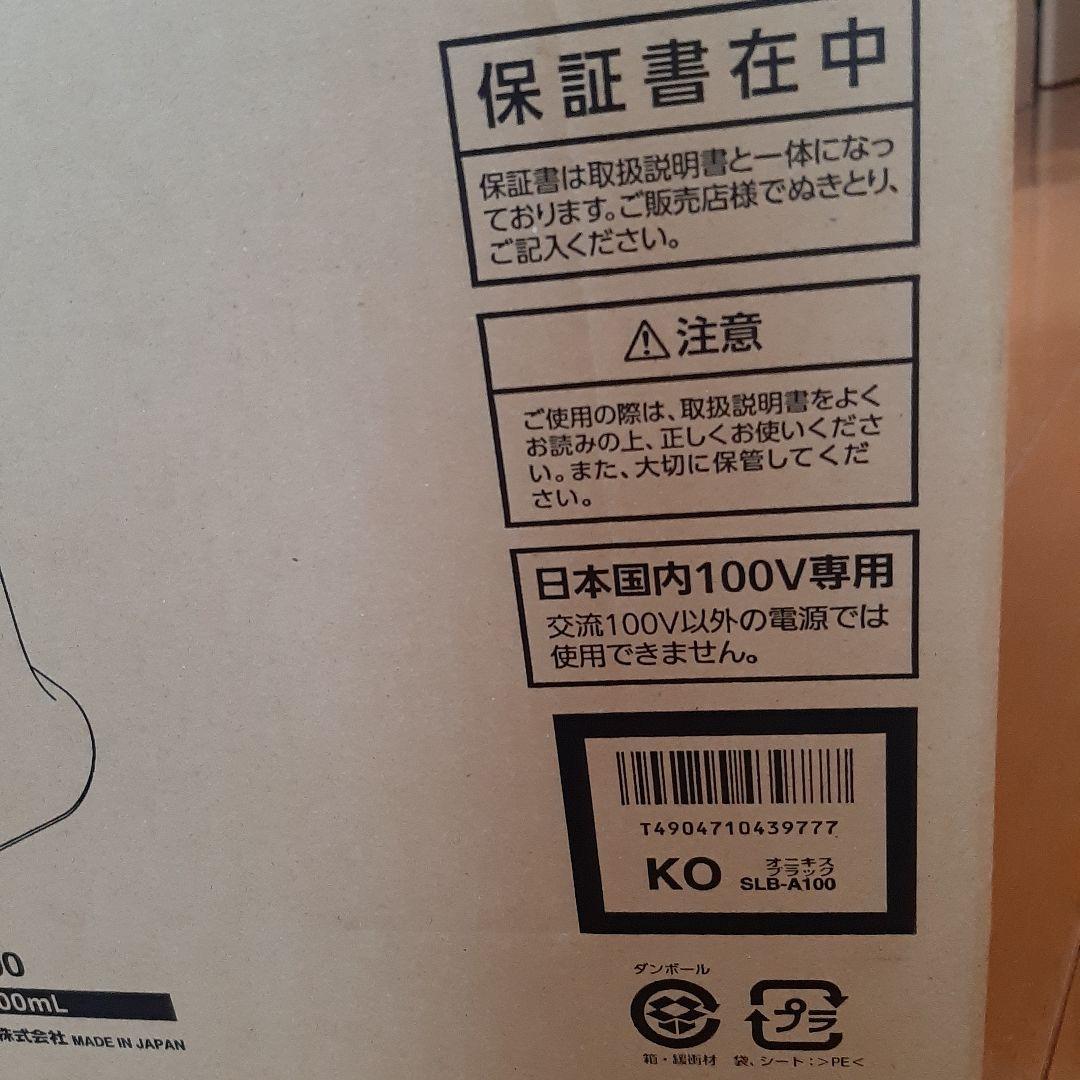 保証書在中
保証書は取扱説明書と一体になっ
ております。ご販売店様でぬきとり、
ご記入ください。
注意
ご使用の際は、取扱説明書をよく
お読みの上、正しくお使いくださ
い。また、大切に保管してくだ
さい。
日本国内100V専用
交流100V以外の電源では
使用できません。
T4904710439777
KO オニキス
ブラック
SLB-A100
00mL
株式会社 MADE IN JAPAN
ダンボール
プラ
箱・緩衝材 袋、シート:>PE<